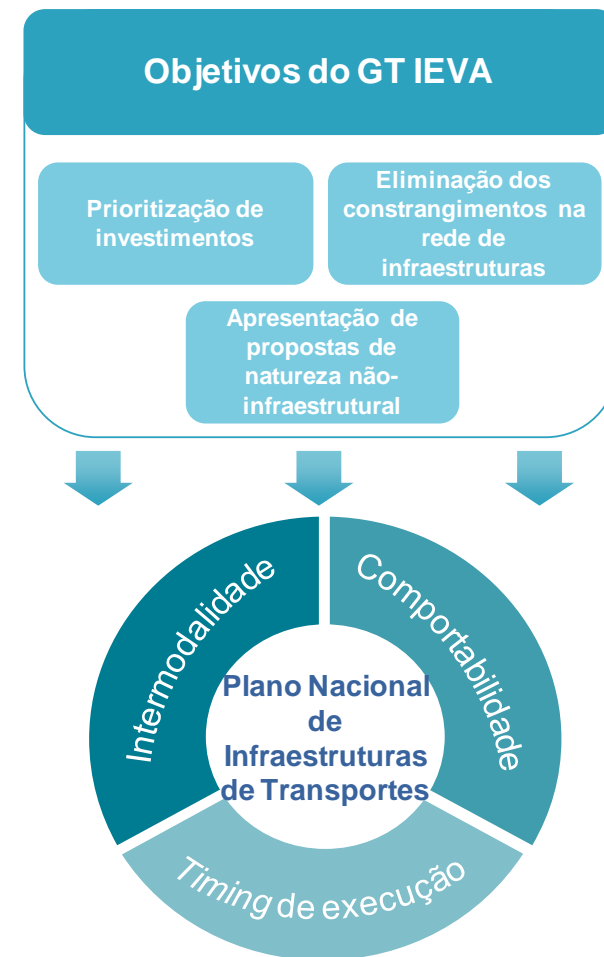 Objetivos do GT IEVA
Prioritização de
investimentos
Eliminação dos
constrangimentos na
rede de
infraestruturas
Apresentação de
propostas de
natureza não-
infraestrutural
Intermodalidade
Comportabilidade
Plano Nacional
de
Infraestruturas
de Transportes
Timing de execução